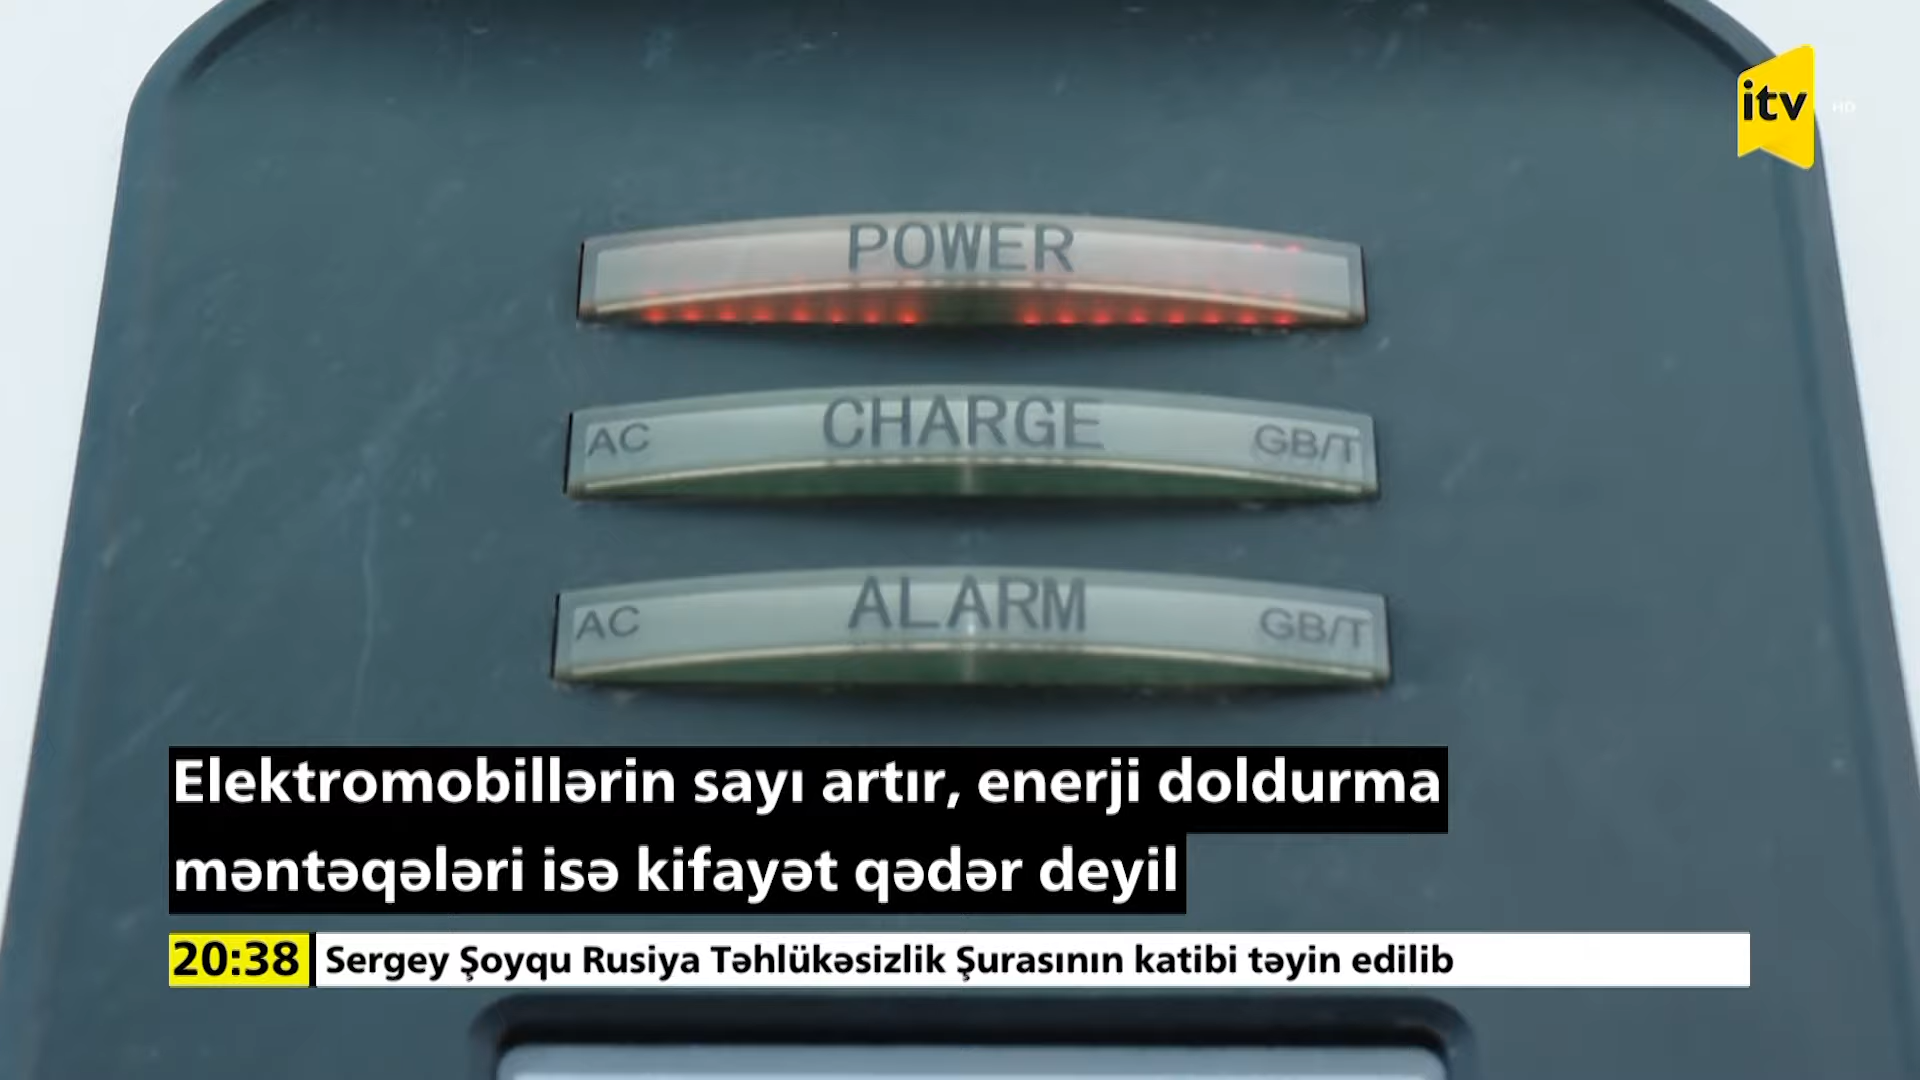 itv HD
POWER
AC CHARGE GB/T
AC ALARM GB/T
Elektromobillərin sayı artır, enerji doldurma
məntəqələri isə kifayət qədər deyil
20:38 Sergey Şoyqu Rusiya Təhlükəsizlik Şurasının katibi təyin edilib